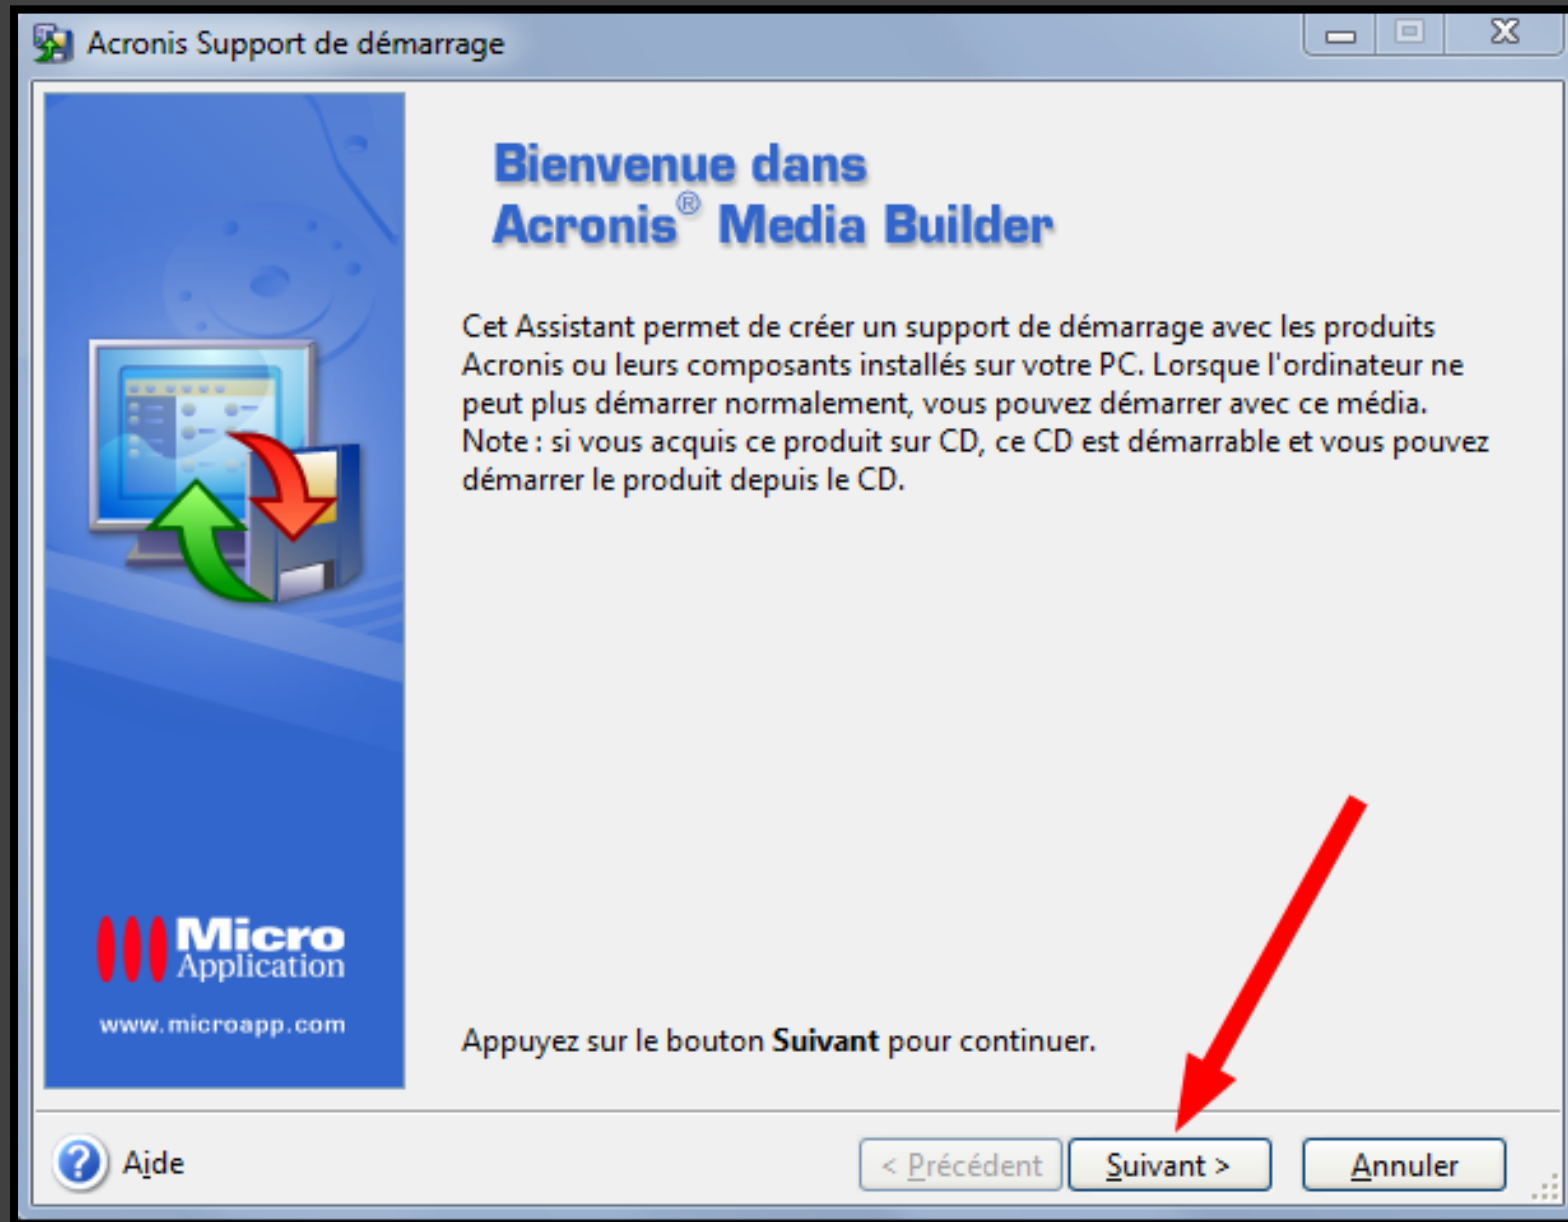 Acronis Support de démarrage
Bienvenue dans
Acronis® Media Builder
Cet Assistant permet de créer un support de démarrage avec les produits
Acronis ou leurs composants installés sur votre PC. Lorsque l'ordinateur ne
peut plus démarrer normalement, vous pouvez démarrer avec ce média.
Note : si vous acquis ce produit sur CD, ce CD est démarrable et vous pouvez
démarrer le produit depuis le CD.
Micro
Application
www.microapp.com
Appuyez sur le bouton Suivant pour continuer.
Aide
< Précédent
Suivant >
Annuler